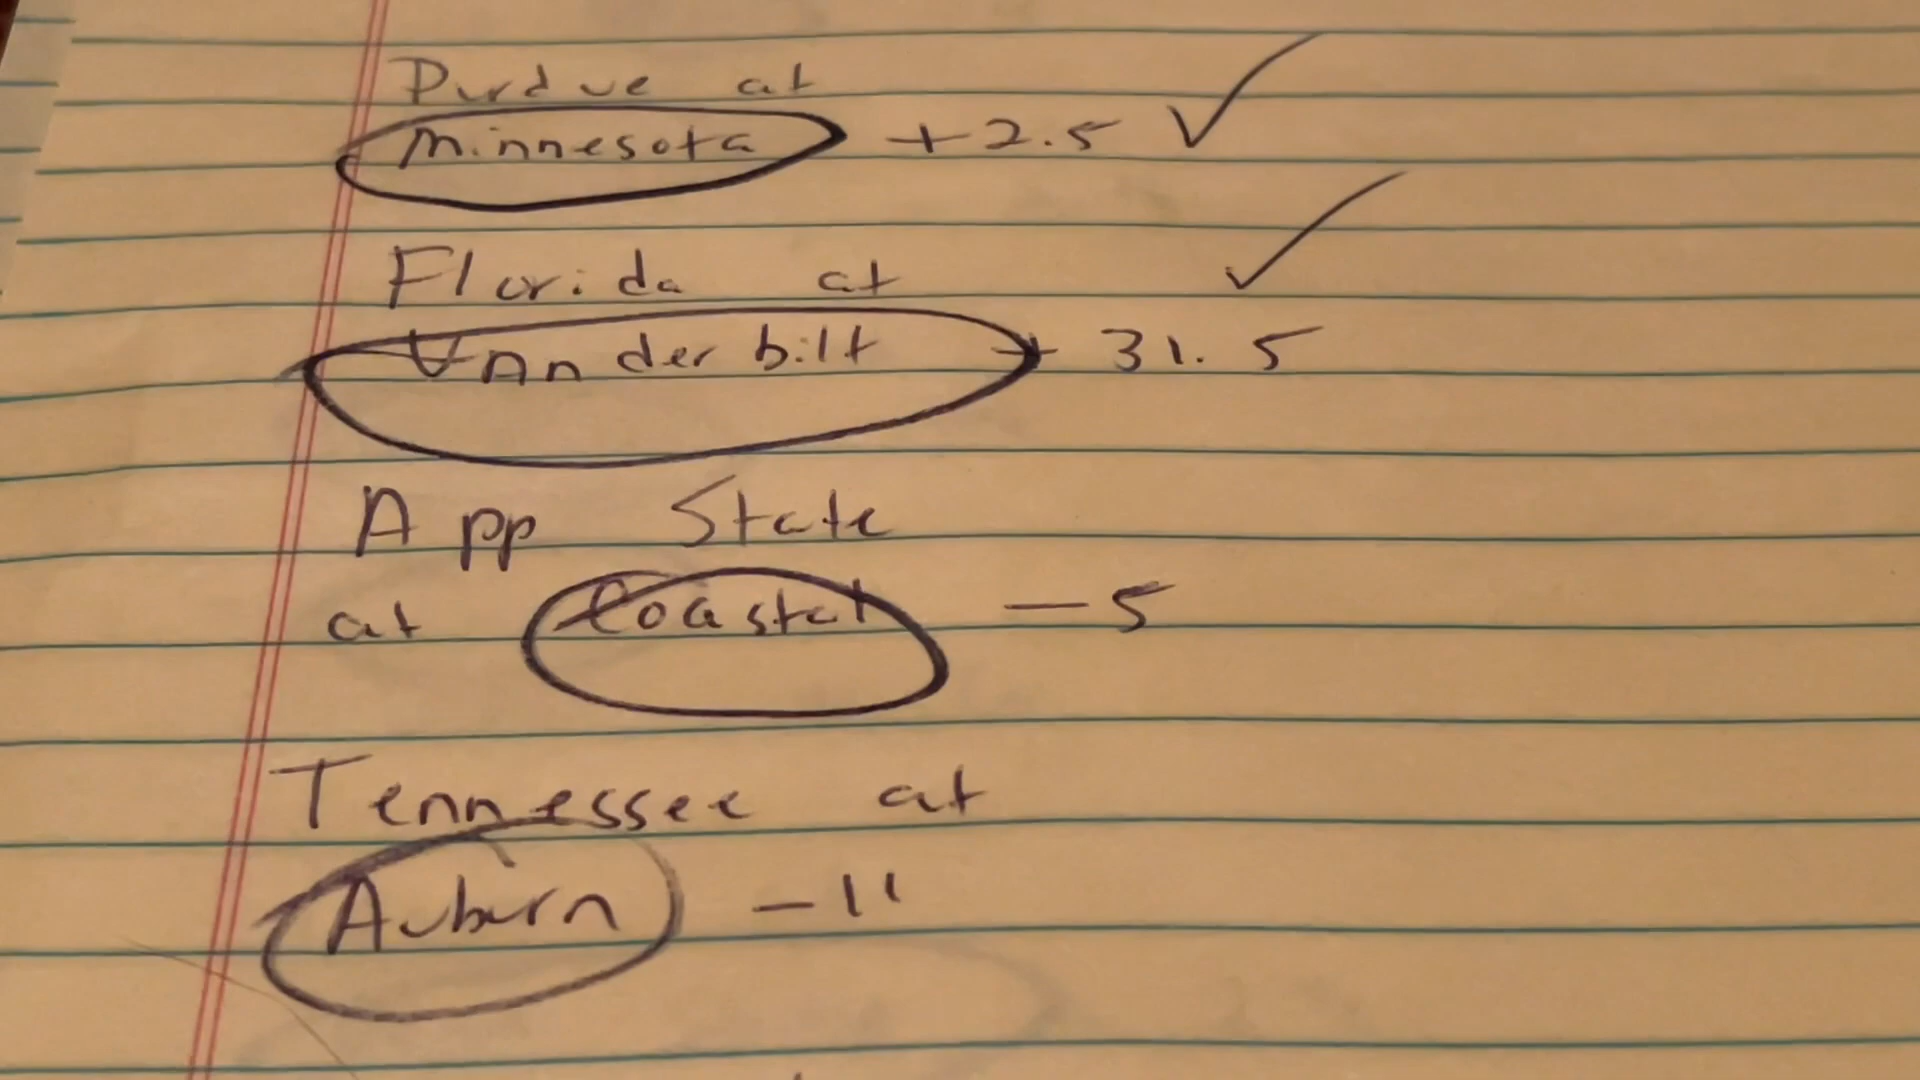 Purdue at
Minnesota +2.5 ✓
Florida at ✓
Vanderbilt + 31.5
App State
at Coastal -5
Tennessee at
Auburn -11